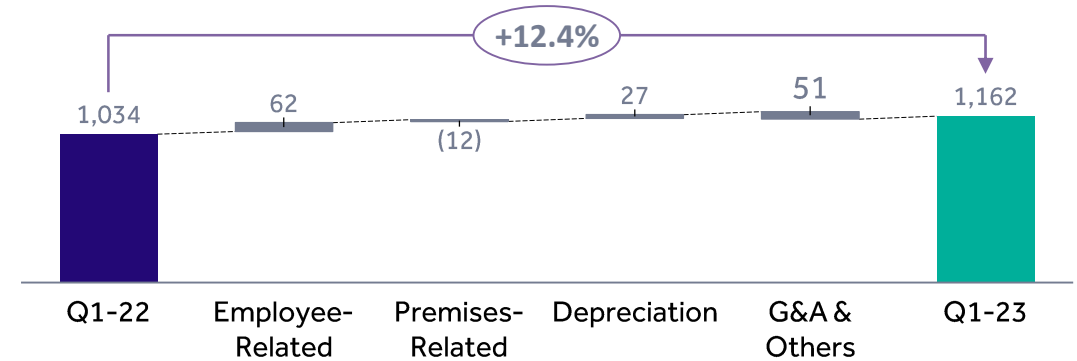 +12.4%
1,034
62
(12)
27
51
1,162
Q1-22
Employee-
Related
Premises-
Related
Depreciation
G&A &
Others
Q1-23